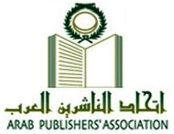 اتحاد الناشرين العرب
ARAB PUBLISHERS' ASSOCIATION